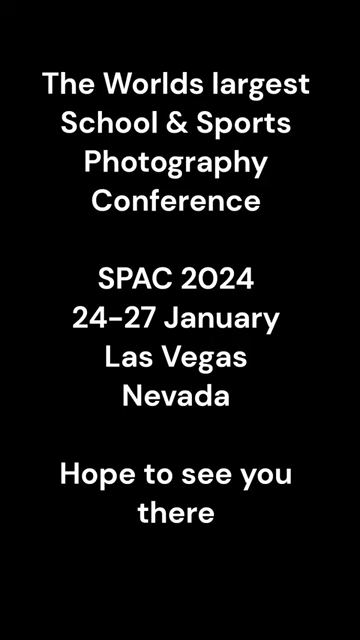 The Worlds largest
School & Sports
Photography
Conference
SPAC 2024
24-27 January
Las Vegas
Nevada
Hope to see you
there